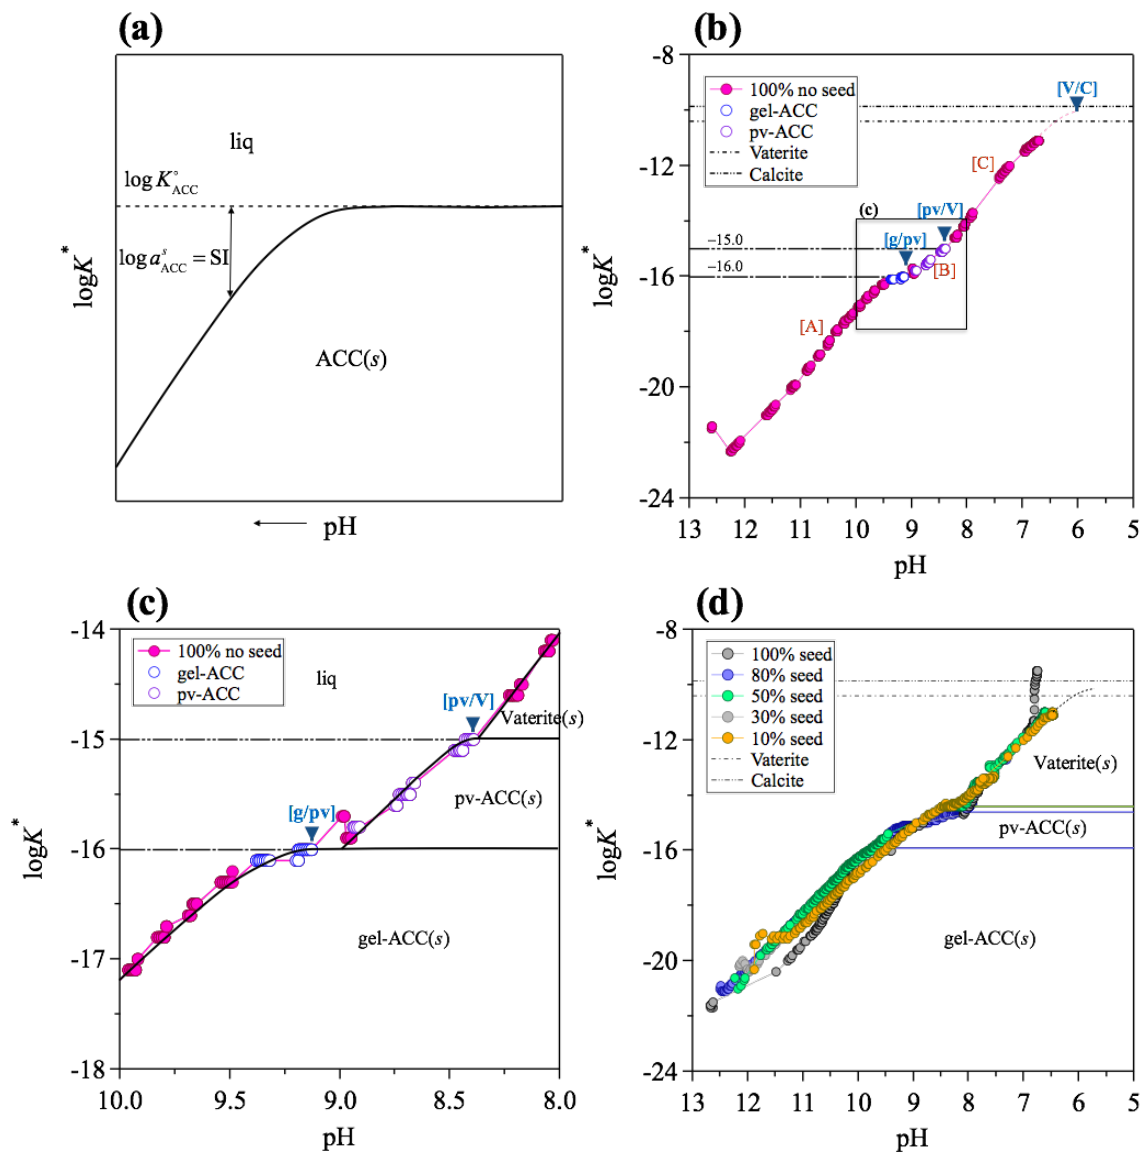 (a)
liq
log K°ACC
log a^s ACC = SI
ACC(s)
logK*
pH
(b)
-8
-12
-16
-20
-24
100% no seed
gel-ACC
pv-ACC
Vaterite
Calcite
[V/C]
[C]
(c)
[pv/V]
−15.0
[g/pv]
−16.0
[B]
[A]
logK*
13 12 11 10 9 8 7 6 5
pH
(c)
-14
-15
-16
-17
-18
100% no seed
gel-ACC
pv-ACC
liq
[pv/V]
Vaterite(s)
pv-ACC(s)
[g/pv]
gel-ACC(s)
logK*
10.0 9.5 9.0 8.5 8.0
pH
(d)
-8
-12
-16
-20
-24
100% seed
80% seed
50% seed
30% seed
10% seed
Vaterite
Calcite
Vaterite(s)
pv-ACC(s)
gel-ACC(s)
logK*
13 12 11 10 9 8 7 6 5
pH